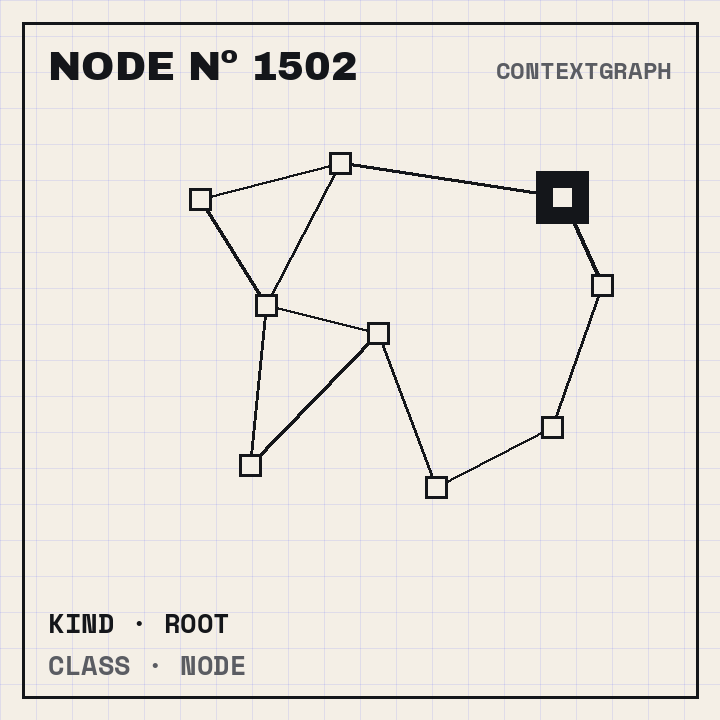 NODE Nº 1502
CONTEXTGRAPH
KIND · ROOT
CLASS · NODE